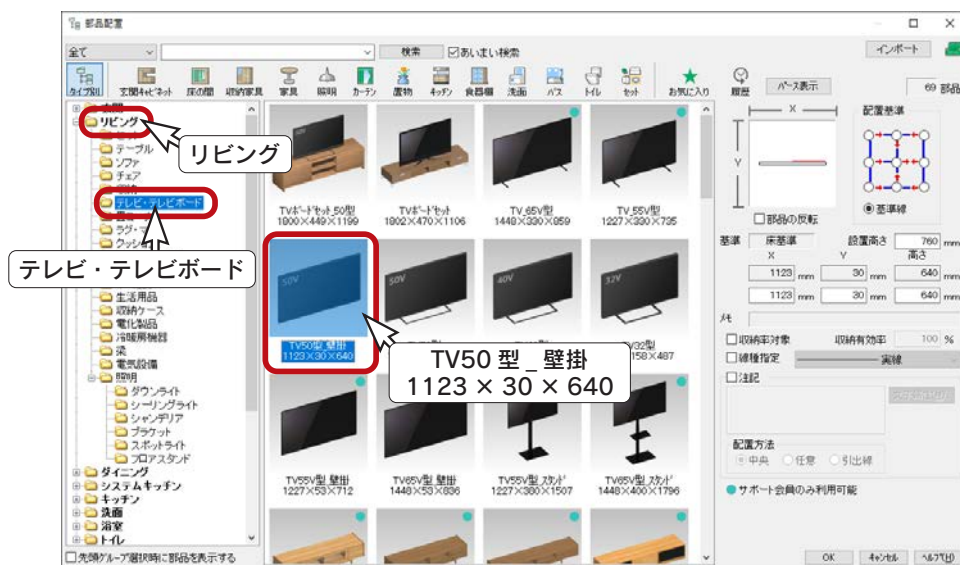 部品配置
全て
検索
あいまい検索
インポート
タイプ別
玄関キャビネット
床の間
収納家具
家具
照明
カーテン
置物
キッチン
食器棚
洗面
バス
トイレ
セット
お気に入り
履歴
パース表示
69 部品
リビング
テーブル
ソファ
チェア
テレビ・テレビボード
ラグ・マ
クッショ
生活用品
収納ケース
電化製品
冷暖房機器
梁
電気設備
照明
ダウンライト
シーリングライト
シャンデリア
ブラケット
スポットライト
フロアスタンド
ダイニング
システムキッチン
キッチン
洗面
浴室
トイレ
先頭グループ選択時に部品を表示する
リビング
テレビ・テレビボード
TVボードセット_50型
1800×449×1199
TVボードセット
1802×470×1106
TV_65V型
1448×330×859
TV_55V型
1227×330×735
50V
50V
40V
32V
TV50型_壁掛
1123×30×640
TV32型
158×487
TV50 型 _ 壁掛
1123 × 30 × 640
TV55V型_壁掛
1227×53×712
TV65V型_壁掛
1448×53×836
TV55V型_スタンド
1227×380×1507
TV65V型_スタンド
1448×400×1796
X
Y
配置基準
基準線
部品の反転
基準 床基準 設置高さ 760 mm
X Y 高さ
1123 mm 30 mm 640 mm
1123 mm 30 mm 640 mm
メモ
収納率対象 収納有効率 100 %
線種指定 実線
注記
配置方法
中央 任意 引出線
サポート会員のみ利用可能
OK キャンセル ヘルプ(H)